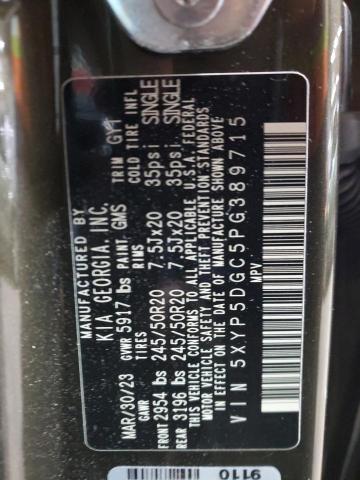 MANUFACTURED BY
KIA GEORGIA, INC.
MAR/30/23 GVWR 5917 lbs PAINT GMS TRIM GYT
GAWR TIRES RIMS COLD TIRE INFL
FRONT 2954 lbs 245/50R20 7.5Jx20 35psi SINGLE
REAR 3196 lbs 245/50R20 7.5Jx20 35psi SINGLE
THIS VEHICLE CONFORMS TO ALL APPLICABLE U.S.A. FEDERAL
MOTOR VEHICLE SAFETY AND THEFT PREVENTION STANDARDS
IN EFFECT ON THE DATE OF MANUFACTURE SHOWN ABOVE.
VIN 5XYP5DGC5PG389715
MPV
9110